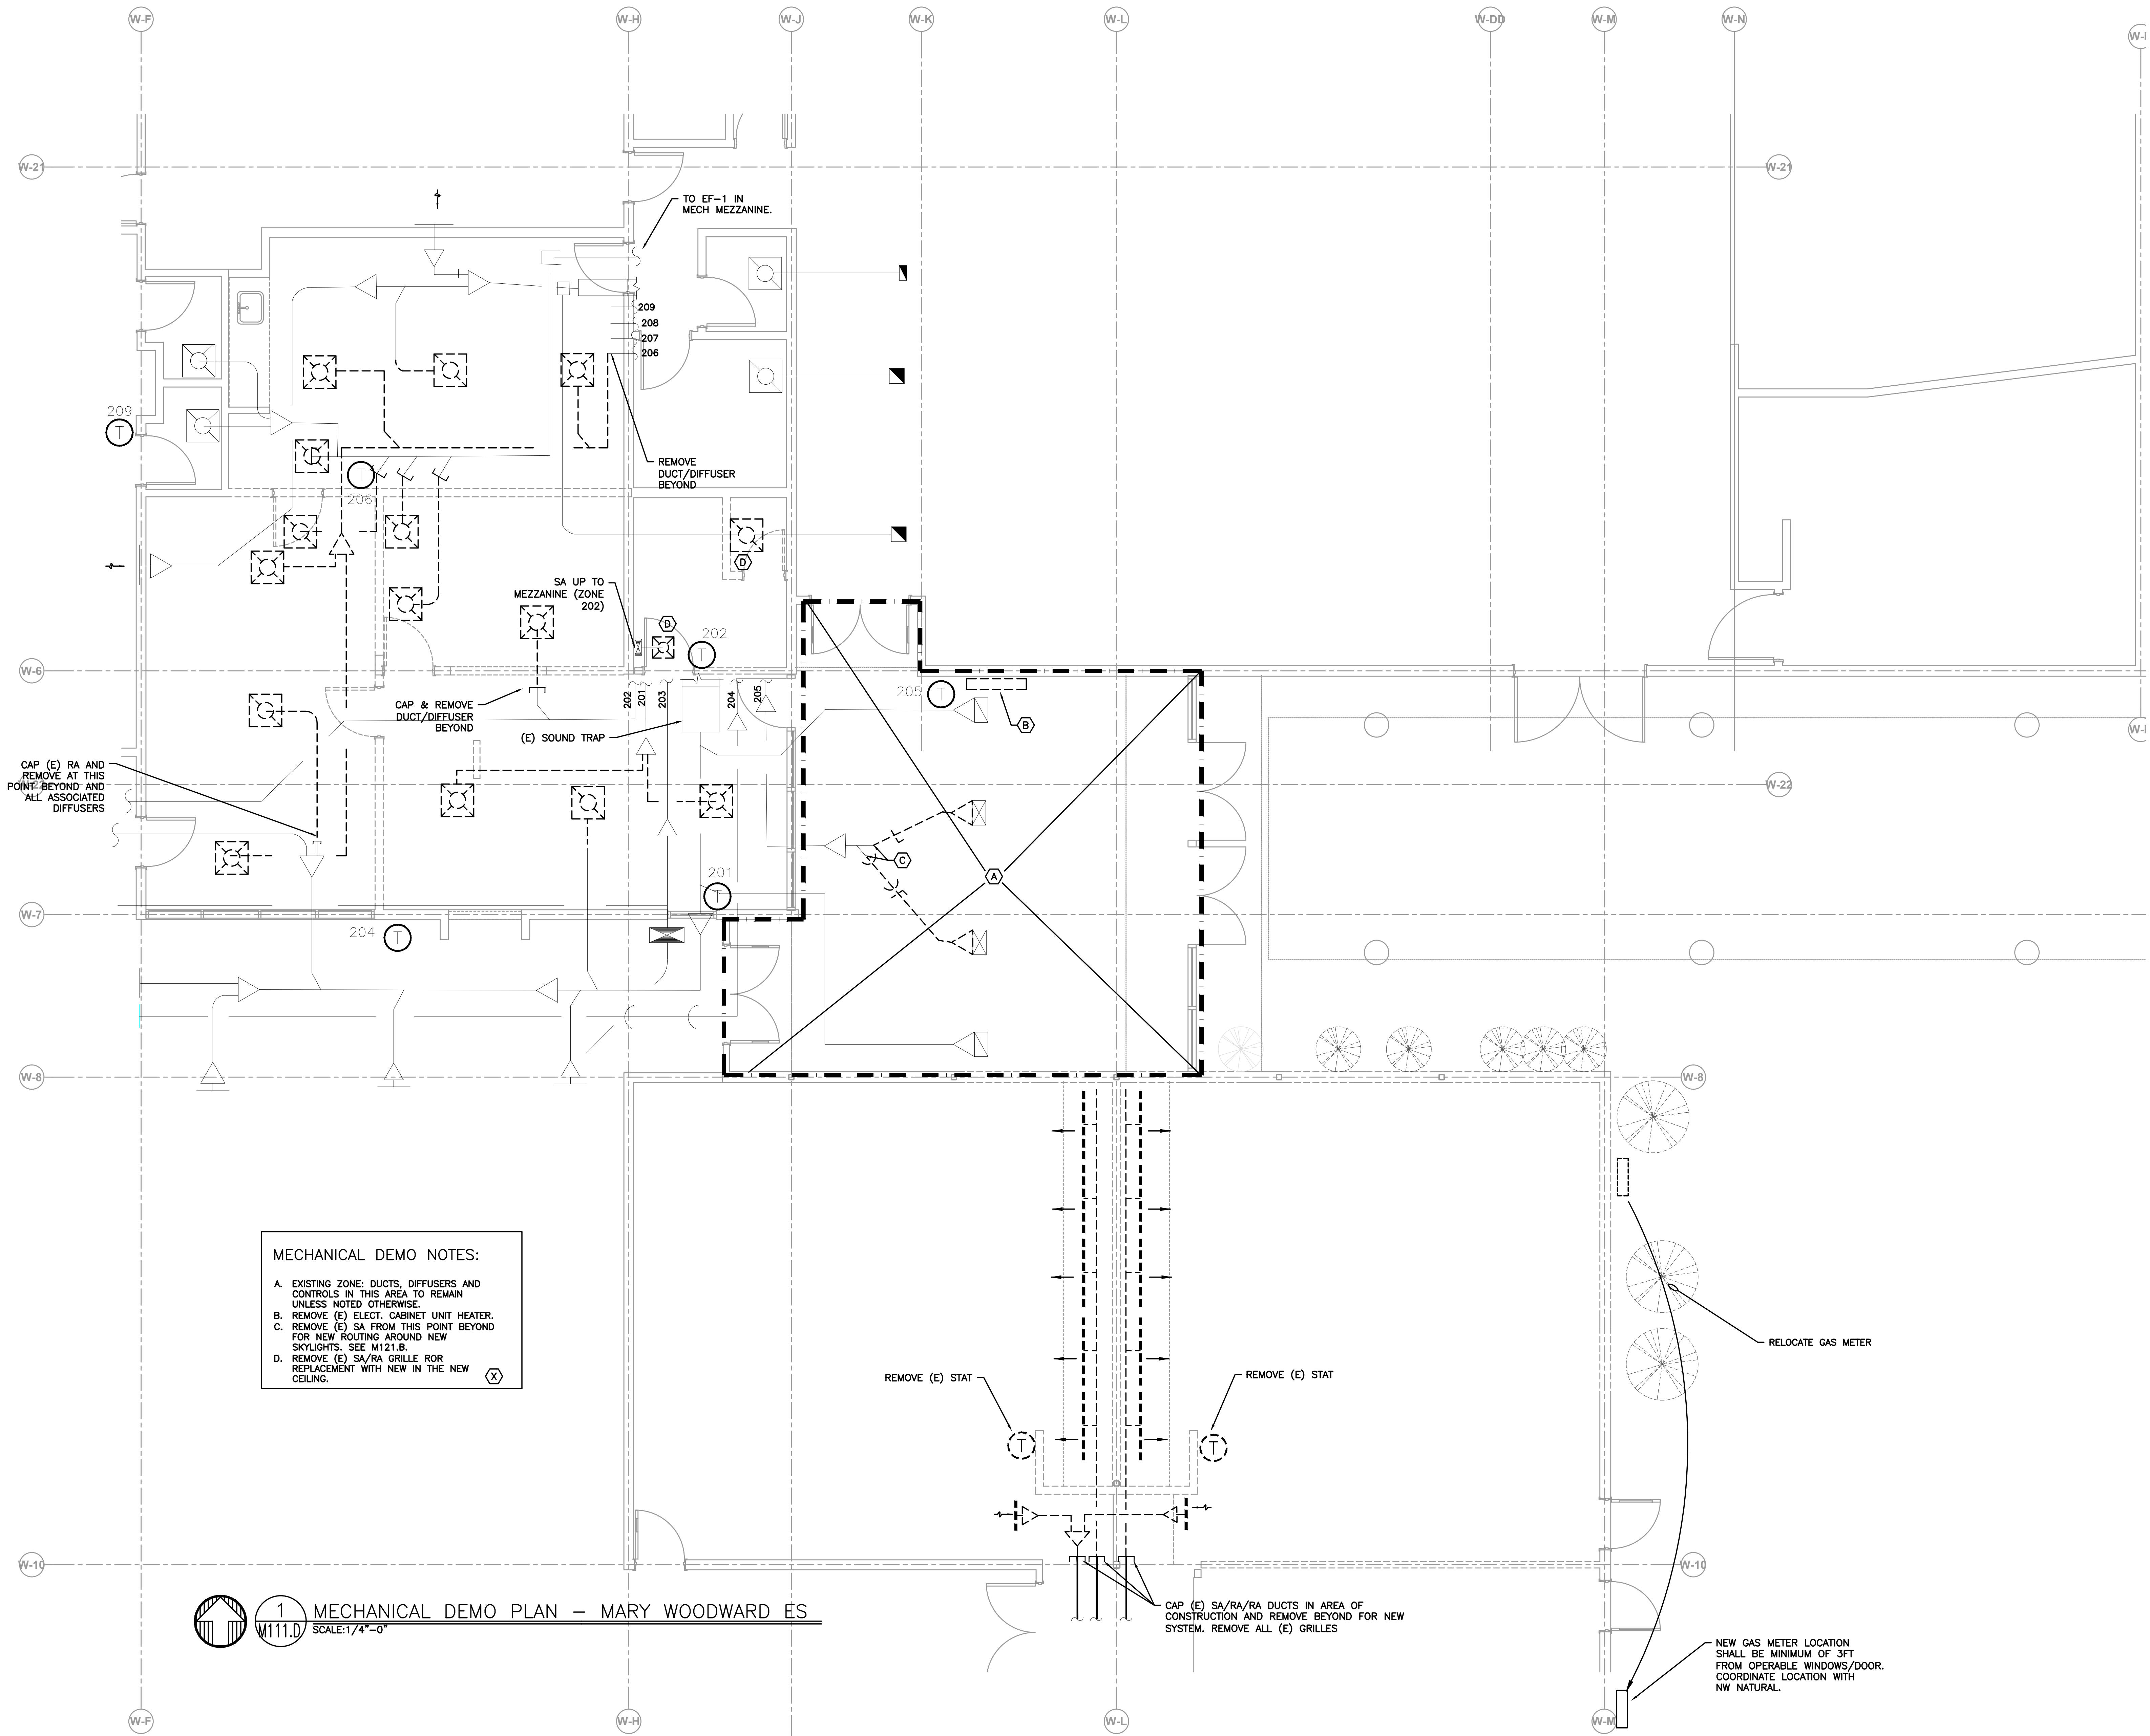 W-F
W-H
W-J
W-K
W-L
W-DD
W-M
W-N
W-21
W-21
TO EF-1 IN
MECH MEZZANINE.
209
208
207
206
209
T
REMOVE
DUCT/DIFFUSER
BEYOND
T
206
D
SA UP TO
MEZZANINE (ZONE
202)
D
202
T
W-6
202
201
203
204
205
205
T
B
CAP & REMOVE
DUCT/DIFFUSER
BEYOND
(E) SOUND TRAP
CAP (E) RA AND
REMOVE AT THIS
POINT BEYOND AND
ALL ASSOCIATED
DIFFUSERS
W-22
C
A
201
T
W-7
204
T
W-8
W-8
MECHANICAL DEMO NOTES:
A. EXISTING ZONE: DUCTS, DIFFUSERS AND
CONTROLS IN THIS AREA TO REMAIN
UNLESS NOTED OTHERWISE.
B. REMOVE (E) ELECT. CABINET UNIT HEATER.
C. REMOVE (E) SA FROM THIS POINT BEYOND
FOR NEW ROUTING AROUND NEW
SKYLIGHTS. SEE M121.B.
D. REMOVE (E) SA/RA GRILLE ROR
REPLACEMENT WITH NEW IN THE NEW
CEILING.
X
RELOCATE GAS METER
REMOVE (E) STAT
REMOVE (E) STAT
T
T
W-10
W-10
1
M111.D
MECHANICAL DEMO PLAN – MARY WOODWARD ES
SCALE:1/4"-0"
CAP (E) SA/RA/RA DUCTS IN AREA OF
CONSTRUCTION AND REMOVE BEYOND FOR NEW
SYSTEM. REMOVE ALL (E) GRILLES
NEW GAS METER LOCATION
SHALL BE MINIMUM OF 3FT
FROM OPERABLE WINDOWS/DOOR.
COORDINATE LOCATION WITH
NW NATURAL.
W-F
W-H
W-L
W-M